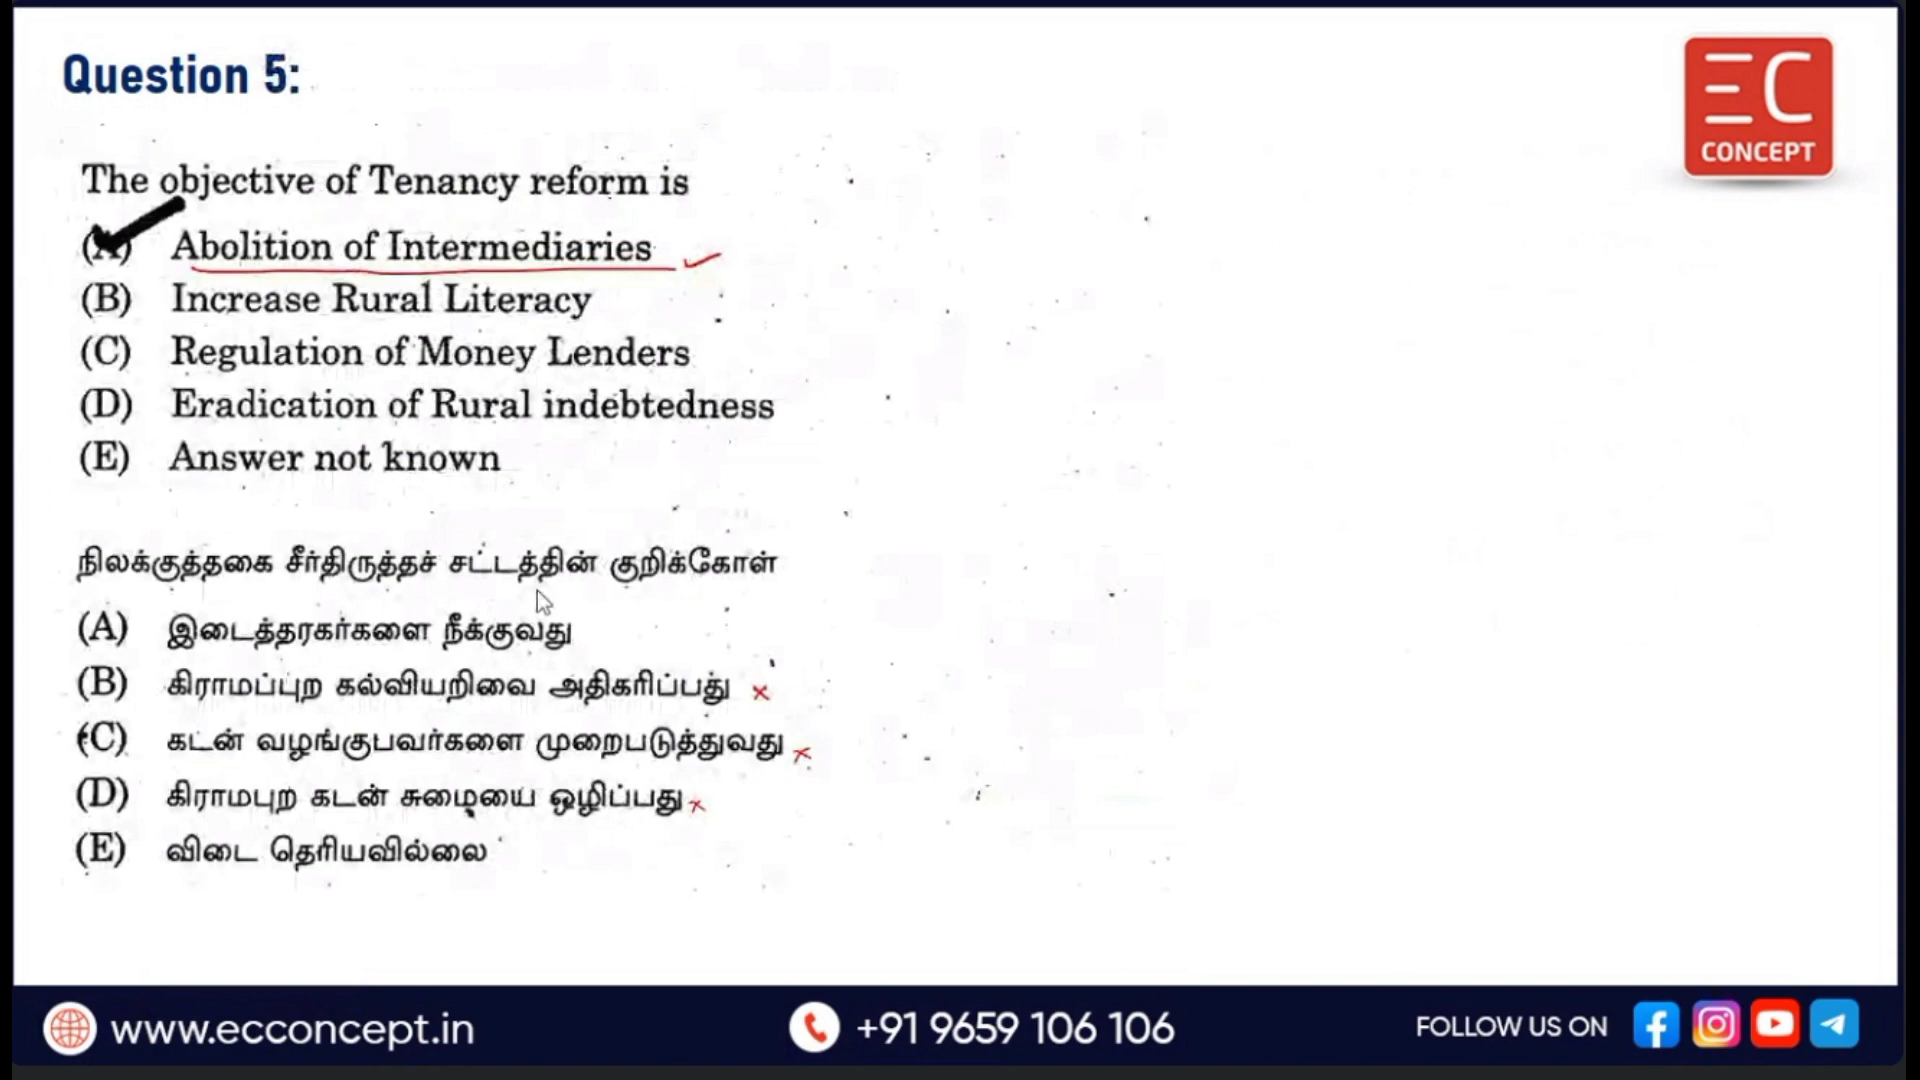 Question 5:
EC
CONCEPT
The objective of Tenancy reform is
(A) Abolition of Intermediaries
(B) Increase Rural Literacy
(C) Regulation of Money Lenders
(D) Eradication of Rural indebtedness
(E) Answer not known
நிலக்குத்தகை சீர்திருத்தச் சட்டத்தின் குறிக்கோள்
(A) இடைத்தரகர்களை நீக்குவது
(B) கிராமப்புற கல்வியறிவை அதிகரிப்பது
(C) கடன் வழங்குபவர்களை முறைபடுத்துவது
(D) கிராமபுற கடன் சுமையை ஒழிப்பது
(E) விடை தெரியவில்லை
www.ecconcept.in +91 9659 106 106 FOLLOW US ON